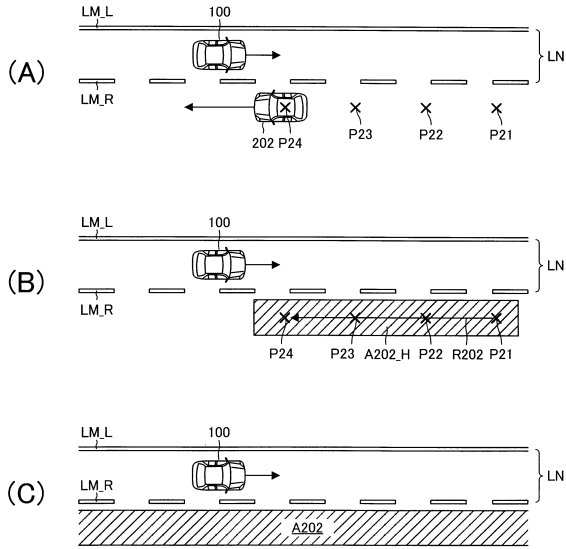 LM_L
100
(A)
LN
LM_R
202
P24
P23
P22
P21
LM_L
100
(B)
LN
LM_R
P24
P23
A202_H
P22
R202
P21
LM_L
100
(C)
LN
LM_R
A202